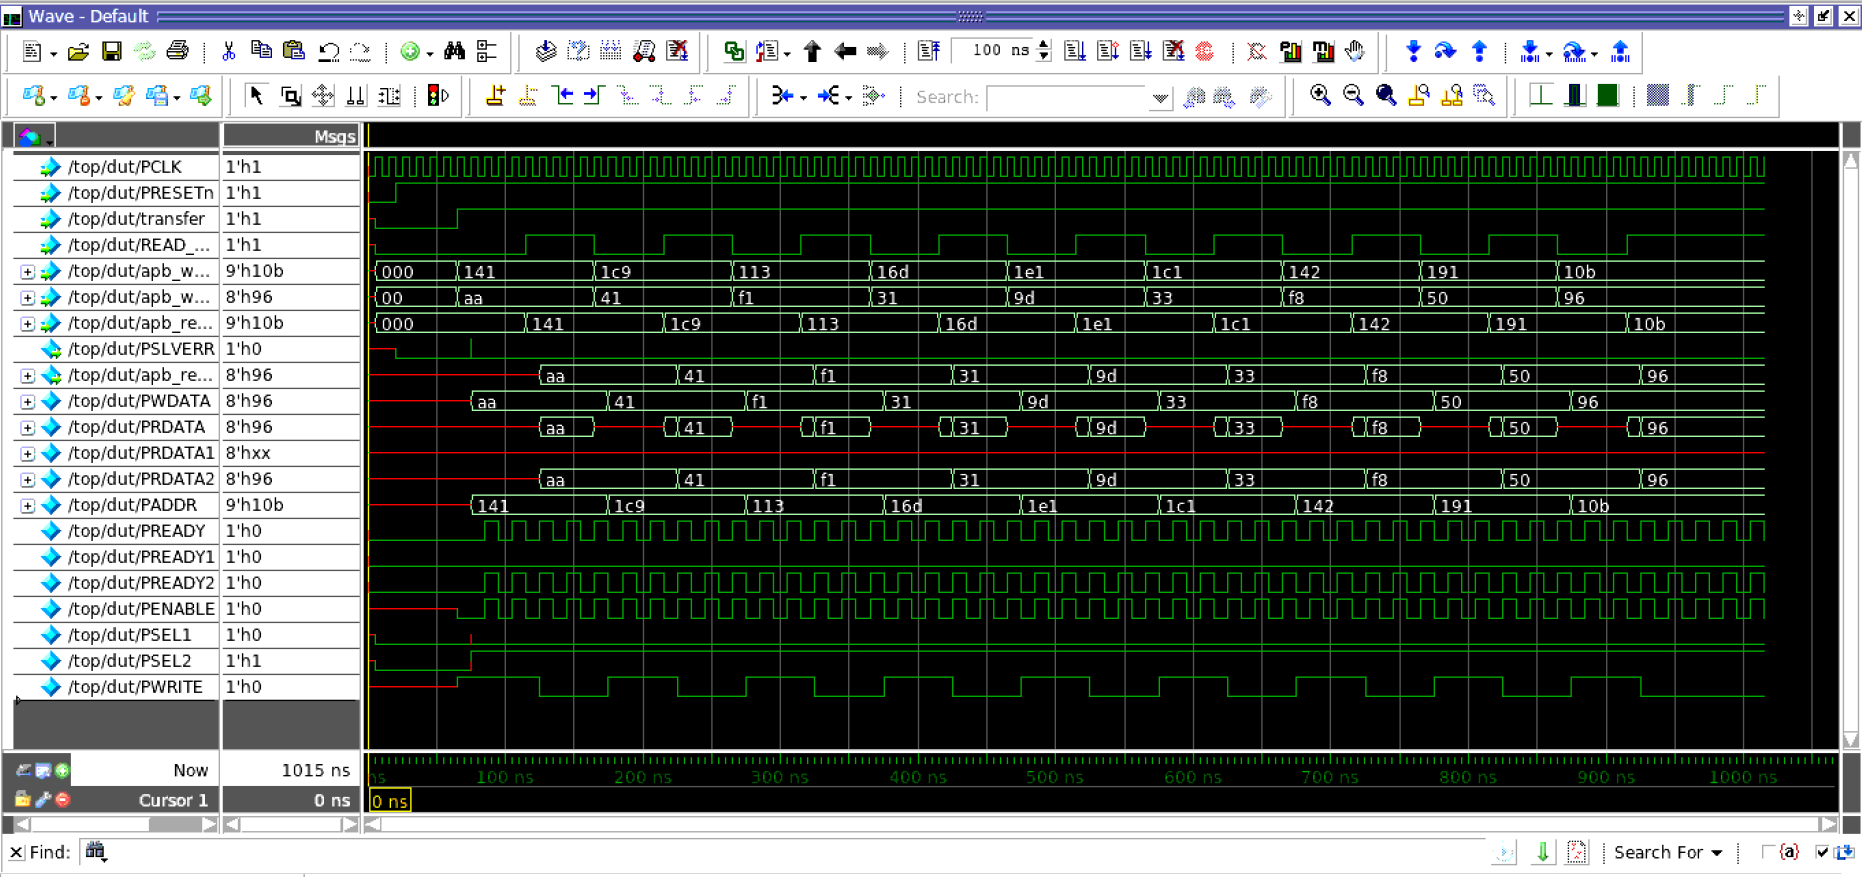 Wave - Default
100 ns
Search:
Msgs
/top/dut/PCLK 1'h1
/top/dut/PRESETn 1'h1
/top/dut/transfer 1'h1
/top/dut/READ_... 1'h1
/top/dut/apb_w... 9'h10b 000 141 1c9 113 16d 1e1 1c1 142 191 10b
/top/dut/apb_w... 8'h96 00 aa 41 f1 31 9d 33 f8 50 96
/top/dut/apb_re... 9'h10b 000 141 1c9 113 16d 1e1 1c1 142 191 10b
/top/dut/PSLVERR 1'h0
/top/dut/apb_re... 8'h96 aa 41 f1 31 9d 33 f8 50 96
/top/dut/PWDATA 8'h96 aa 41 f1 31 9d 33 f8 50 96
/top/dut/PRDATA 8'h96 aa 41 f1 31 9d 33 f8 50 96
/top/dut/PRDATA1 8'hxx
/top/dut/PRDATA2 8'h96 aa 41 f1 31 9d 33 f8 50 96
/top/dut/PADDR 9'h10b 141 1c9 113 16d 1e1 1c1 142 191 10b
/top/dut/PREADY 1'h0
/top/dut/PREADY1 1'h0
/top/dut/PREADY2 1'h0
/top/dut/PENABLE 1'h0
/top/dut/PSEL1 1'h0
/top/dut/PSEL2 1'h1
/top/dut/PWRITE 1'h0
Now 1015 ns ns 100 ns 200 ns 300 ns 400 ns 500 ns 600 ns 700 ns 800 ns 900 ns 1000 ns
Cursor 1 0 ns 0 ns
Find: Search For {a}